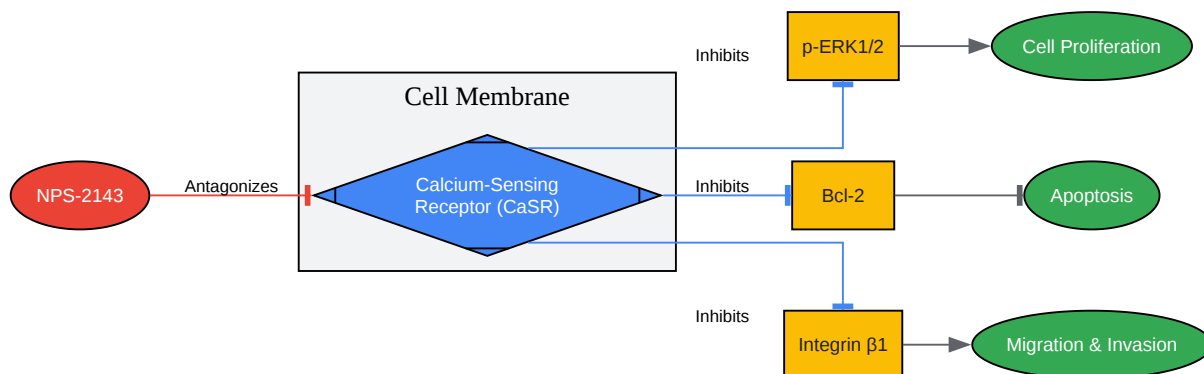 Inhibits
p-ERK1/2
Cell Proliferation
Cell Membrane
NPS-2143
Antagonizes
Calcium-Sensing
Receptor (CaSR)
Inhibits
Bcl-2
Apoptosis
Inhibits
Integrin β1
Migration & Invasion